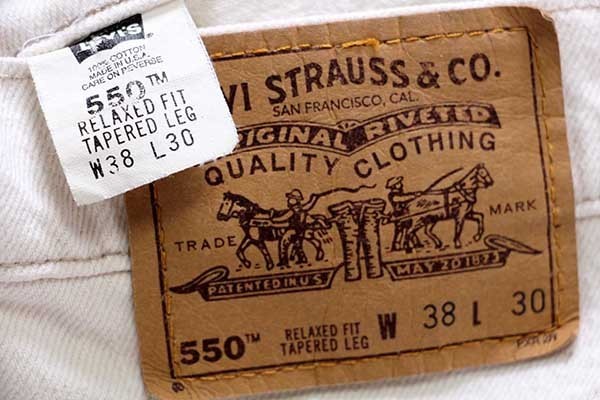 Levi's
100% COTTON
MADE IN U.S.A.
CARE ON REVERSE
550™
RELAXED FIT
TAPERED LEG
W38 L30
VI STRAUSS & CO.
SAN FRANCISCO, CAL.
ORIGINAL RIVETED
QUALITY CLOTHING
TRADE MARK
PATENTED IN U S
MAY 20 1873
550™ RELAXED FIT W 38 L 30
TAPERED LEG